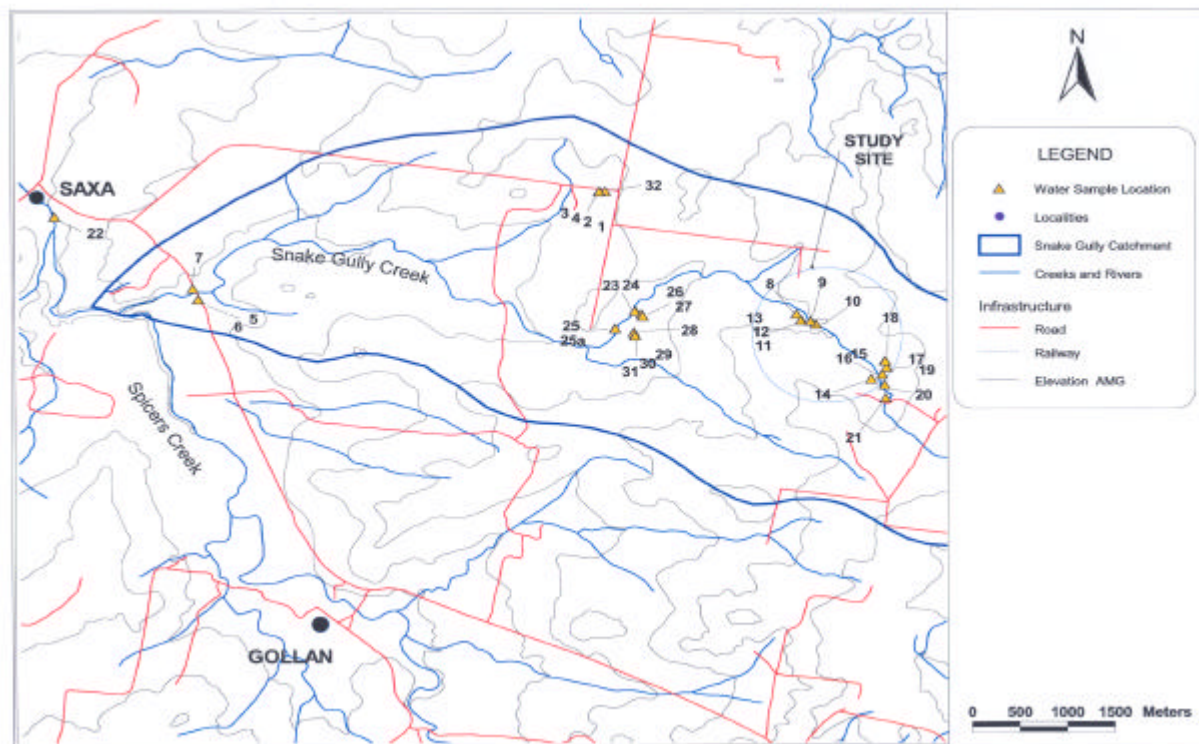 N
STUDY
SITE
SAXA
32
3 4 2 1
22
7
Snake Gully Creek
6 5
23 24 26
27
25
25a
28
29
31 30
8 9
10
13
12
11
18
16 15 17
19
14 20
21
Spicers Creek
GOLLAN
LEGEND
Water Sample Location
Localities
Snake Gully Catchment
Creeks and Rivers
Infrastructure
Road
Railway
Elevation AMG
0 500 1000 1500 Meters